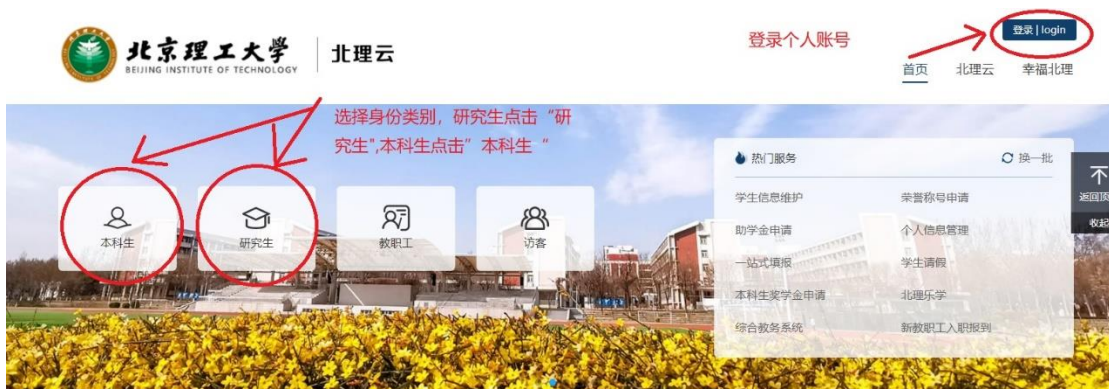 北京理工大学
BEIJING INSTITUTE OF TECHNOLOGY
北理云
登录个人账号
登录 | login
首页 北理云 幸福北理
选择身份类别，研究生点击“研
究生",本科生点击”本科生“
本科生
研究生
教职工
访客
热门服务 换一批
学生信息维护 荣誉称号申请
助学金申请 个人信息管理
一站式填报 学生请假
本科生奖学金申请 北理乐学
综合教务系统 新教职工入职报到
返回顶
收起